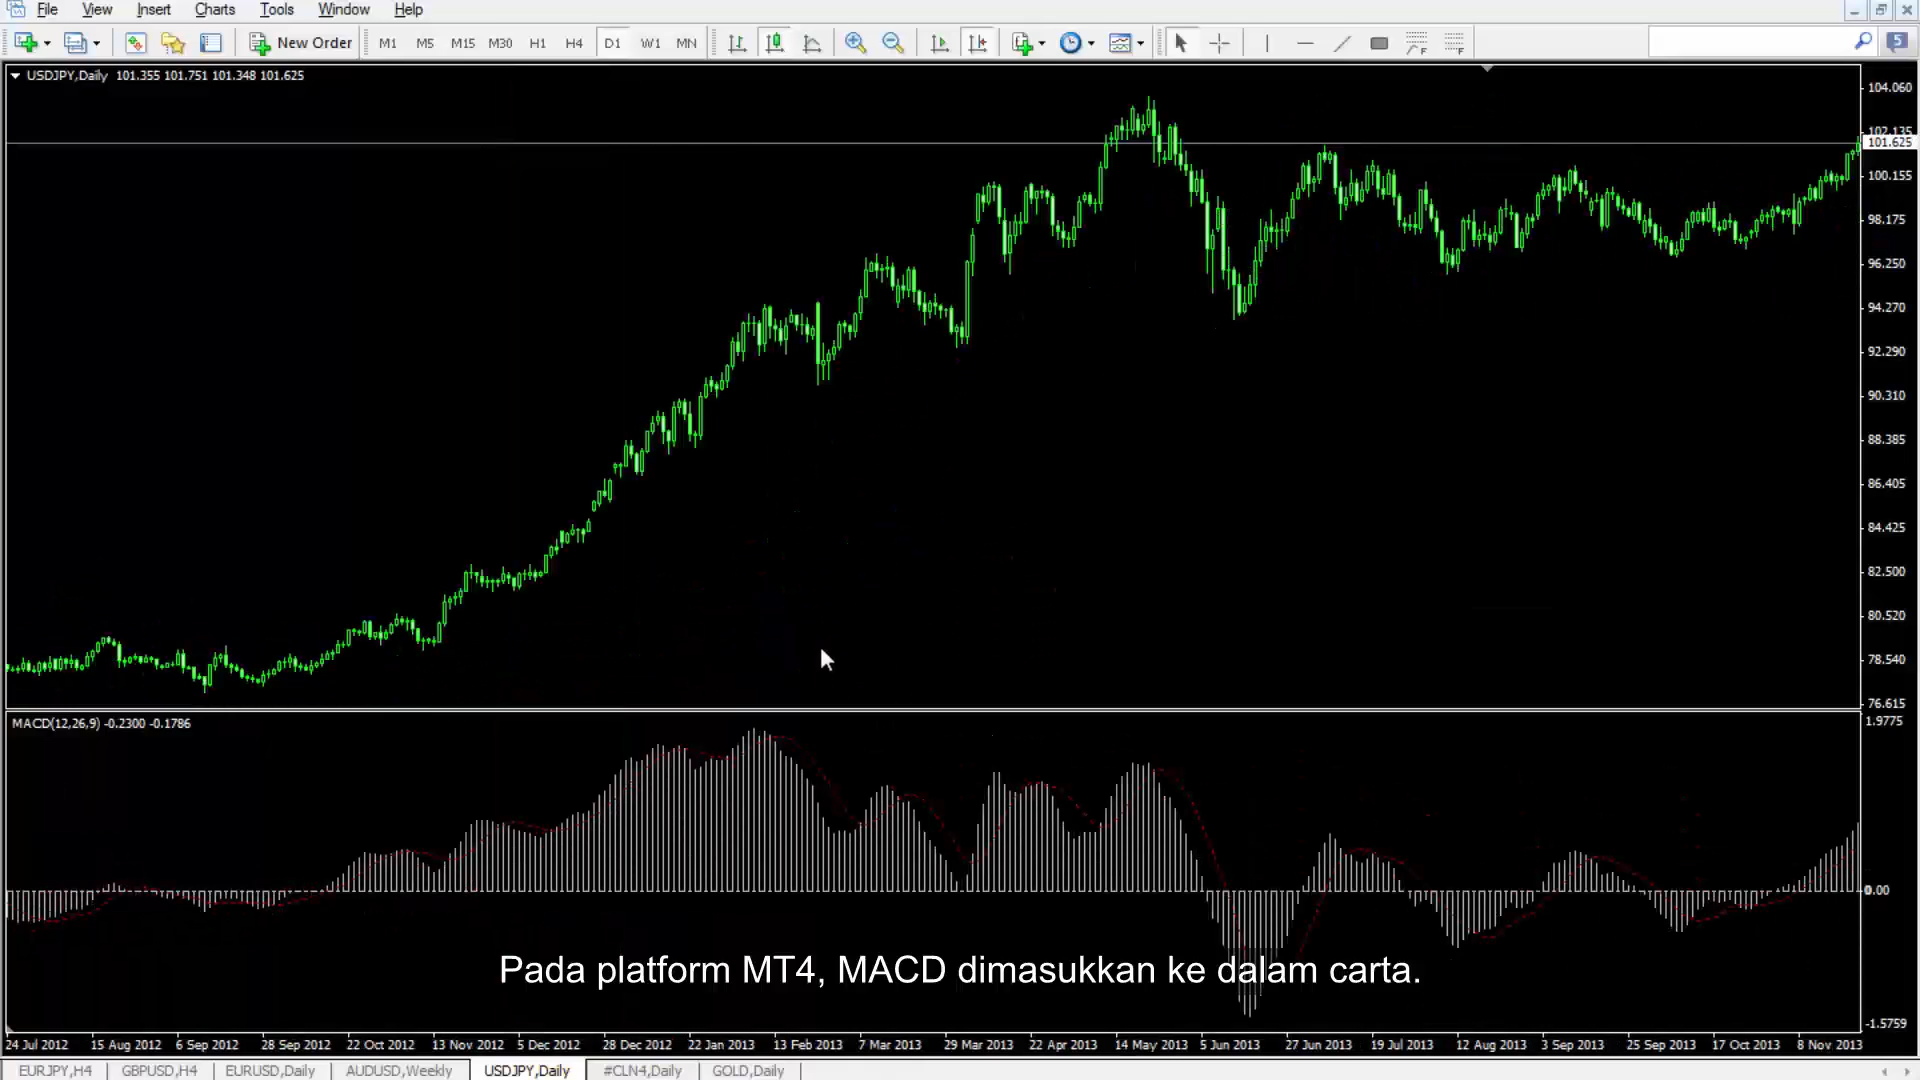 File View Insert Charts Tools Window Help
New Order M1 M5 M15 M30 H1 H4 D1 W1 MN 5
USDJPY,Daily 101.355 101.751 101.348 101.625
104.060
102.135
101.625
100.155
98.175
96.250
94.270
92.290
90.310
88.385
86.405
84.425
82.500
80.520
78.540
76.615
MACD(12,26,9) -0.2300 -0.1786
1.9775
0.00
Pada platform MT4, MACD dimasukkan ke dalam carta.
-1.5759
24 Jul 2012 15 Aug 2012 6 Sep 2012 28 Sep 2012 22 Oct 2012 13 Nov 2012 5 Dec 2012 28 Dec 2012 22 Jan 2013 13 Feb 2013 7 Mar 2013 29 Mar 2013 22 Apr 2013 14 May 2013 5 Jun 2013 27 Jun 2013 19 Jul 2013 12 Aug 2013 3 Sep 2013 25 Sep 2013 17 Oct 2013 8 Nov 2013
EURJPY,H4 GBPUSD,H4 EURUSD,Daily AUDUSD,Weekly USDJPY,Daily #CLN4,Daily GOLD,Daily